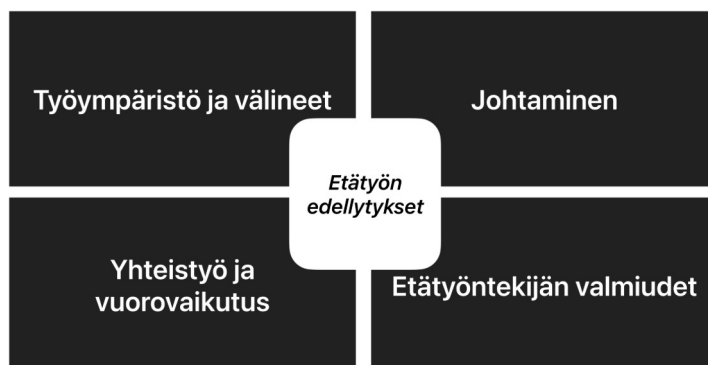 Työympäristö ja välineet
Johtaminen
Etätyön
edellytykset
Yhteistyö ja
vuorovaikutus
Etätyöntekijän valmiudet